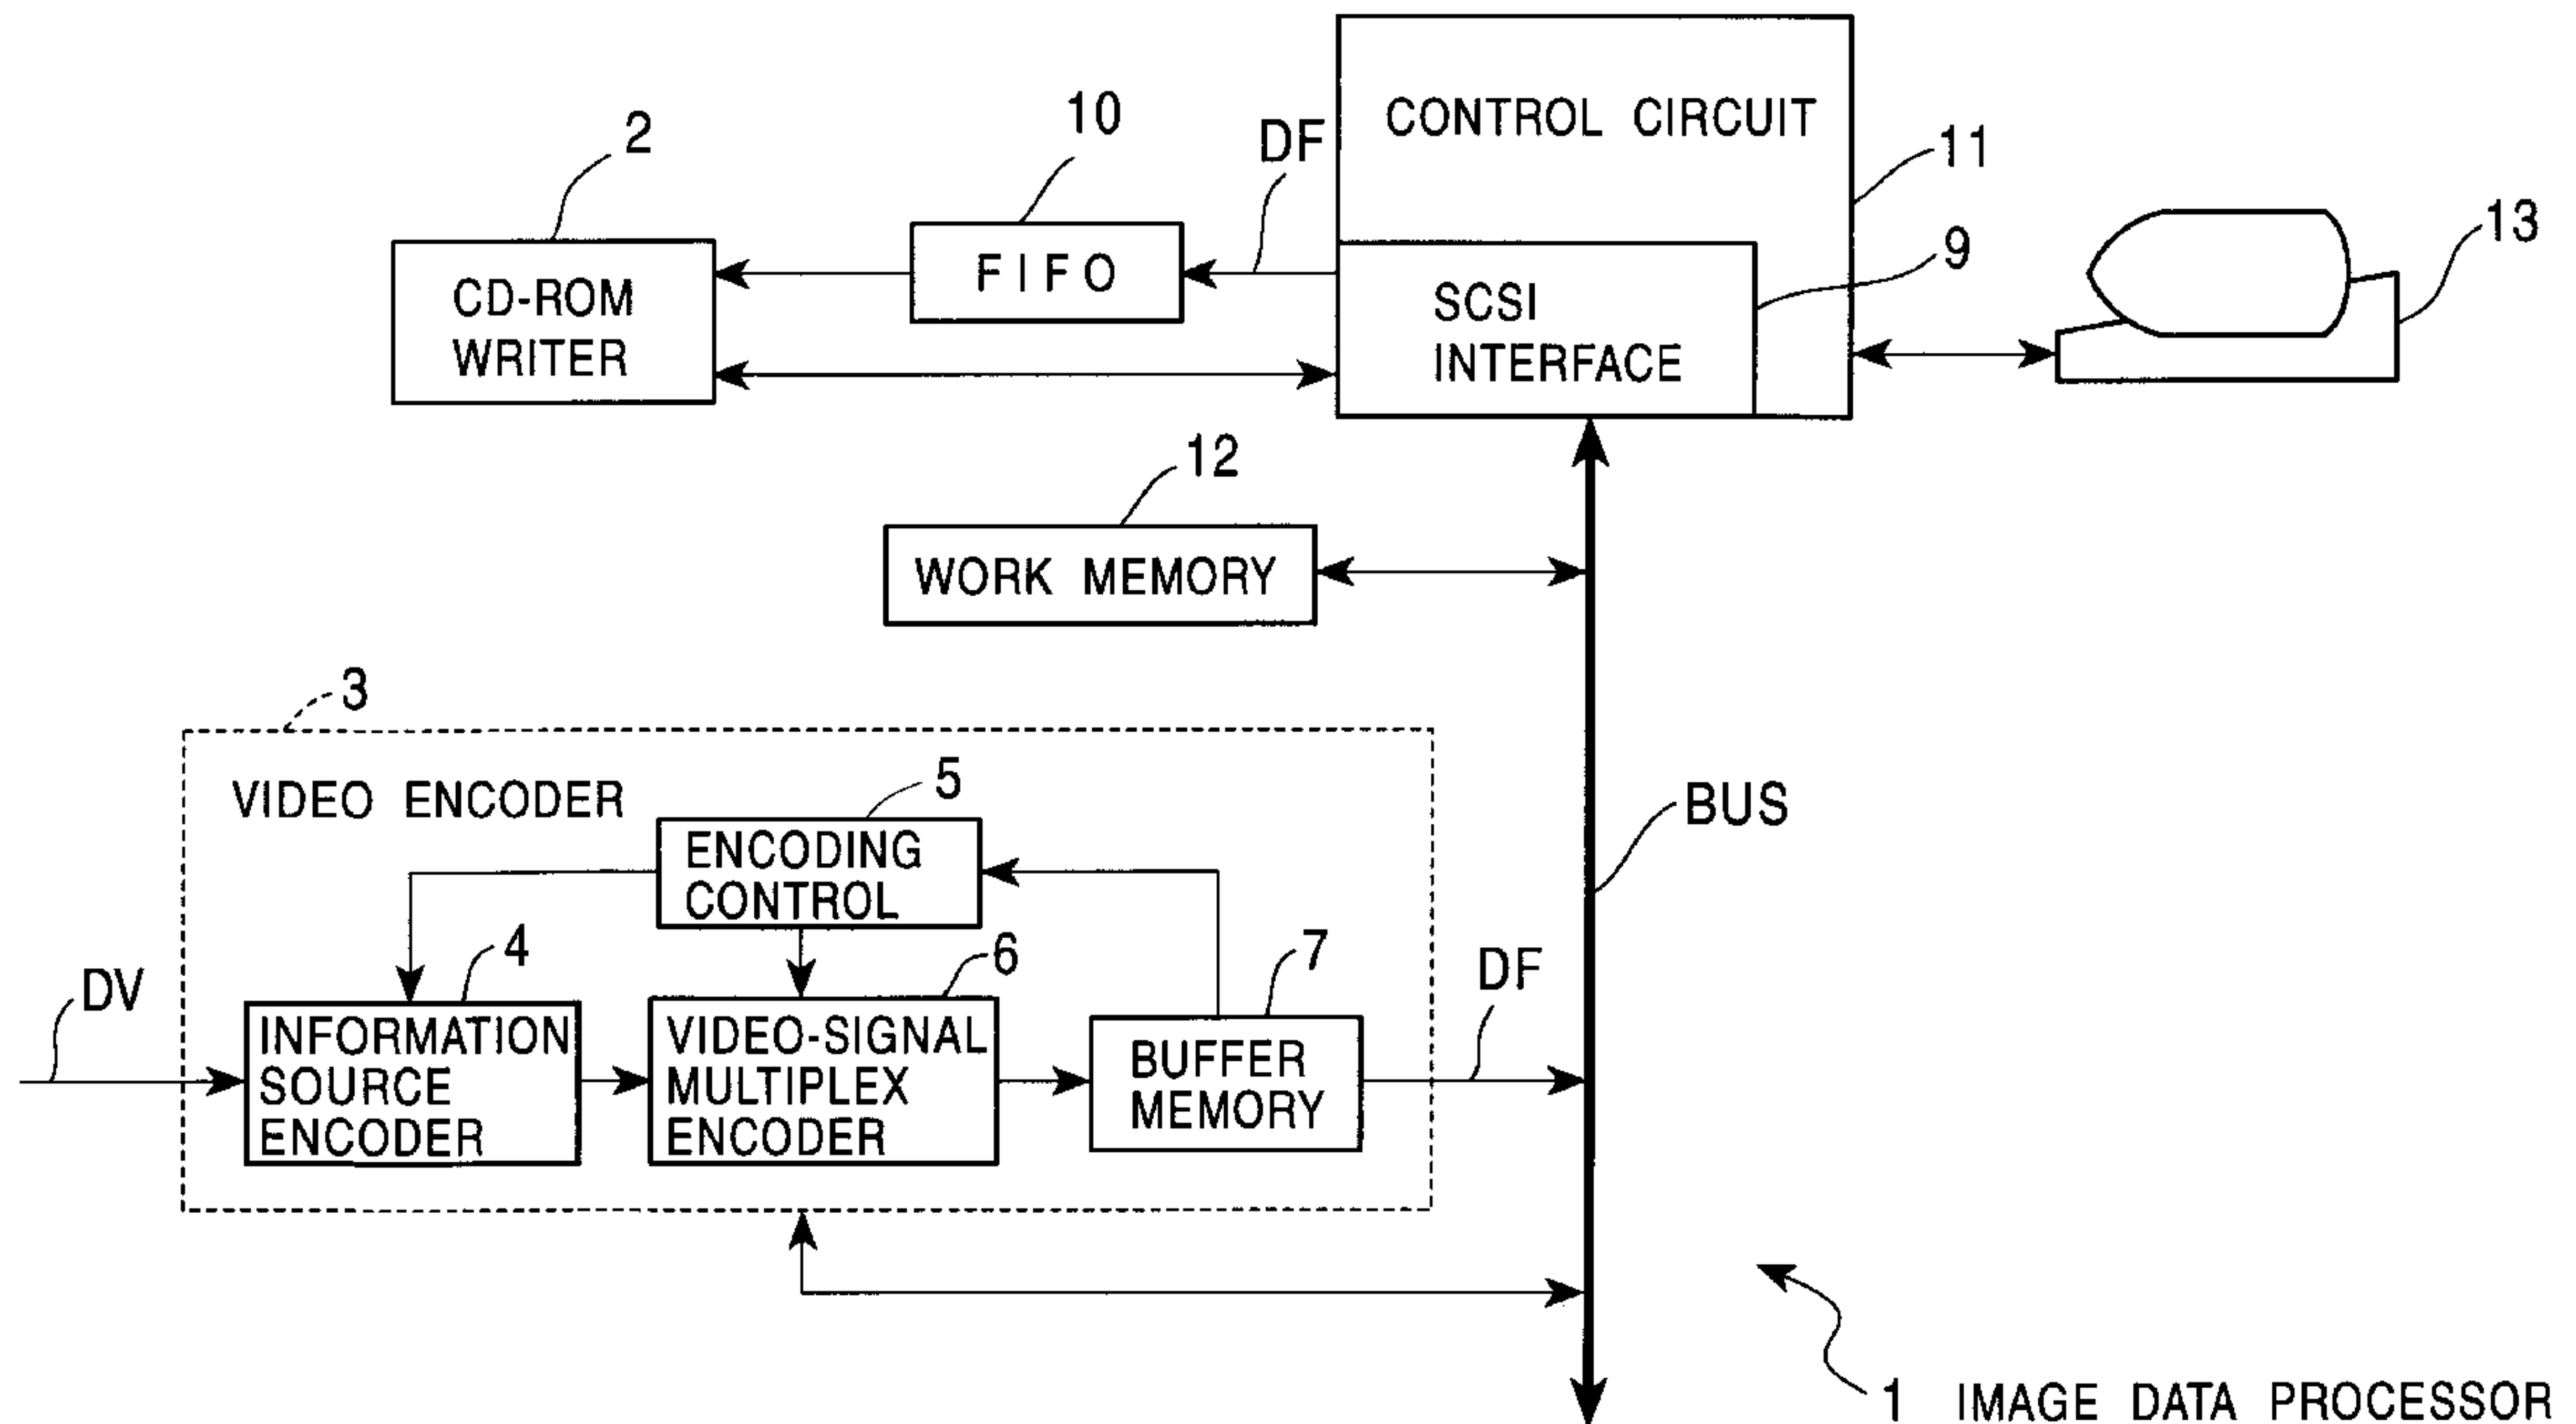 CONTROL CIRCUIT
11
10
DF
2
13
9
FIFO
CD-ROM
WRITER
SCSI
INTERFACE
12
WORK MEMORY
3
VIDEO ENCODER
5
BUS
ENCODING
CONTROL
4
6
7
DF
DV
INFORMATION
SOURCE
ENCODER
VIDEO-SIGNAL
MULTIPLEX
ENCODER
BUFFER
MEMORY
1 IMAGE DATA PROCESSOR